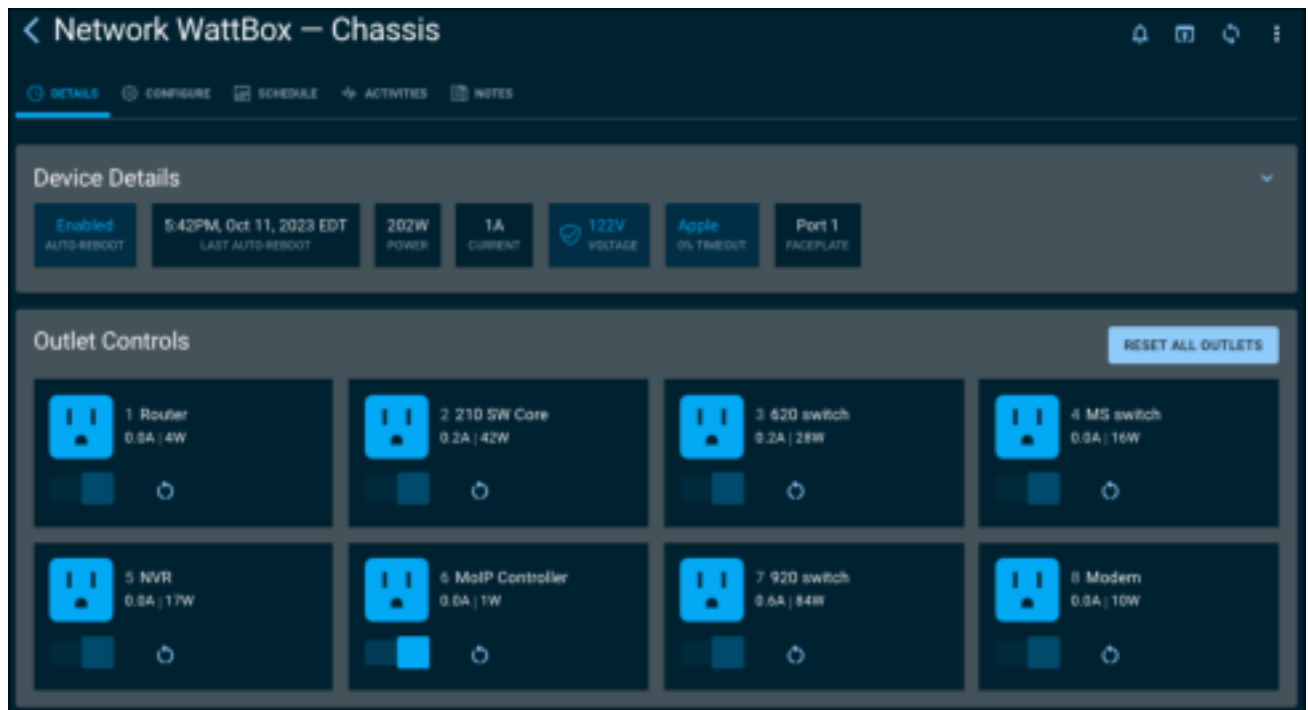 Network WattBox — Chassis
DETAILS CONFIGURE SCHEDULE ACTIVITIES NOTES
Device Details
Enabled
AUTO-REBOOT
5:42PM, Oct 11, 2023 EDT
LAST AUTO-REBOOT
202W
POWER
1A
CURRENT
122V
VOLTAGE
Apple
0% TIMEOUT
Port 1
FACEPLATE
Outlet Controls
RESET ALL OUTLETS
1 Router
0.0A | 4W
2 210 SW Core
0.2A | 42W
3 620 switch
0.2A | 28W
4 MS switch
0.0A | 16W
5 NVR
0.0A | 17W
6 MoIP Controller
0.0A | 1W
7 920 switch
0.6A | 84W
8 Modem
0.0A | 10W